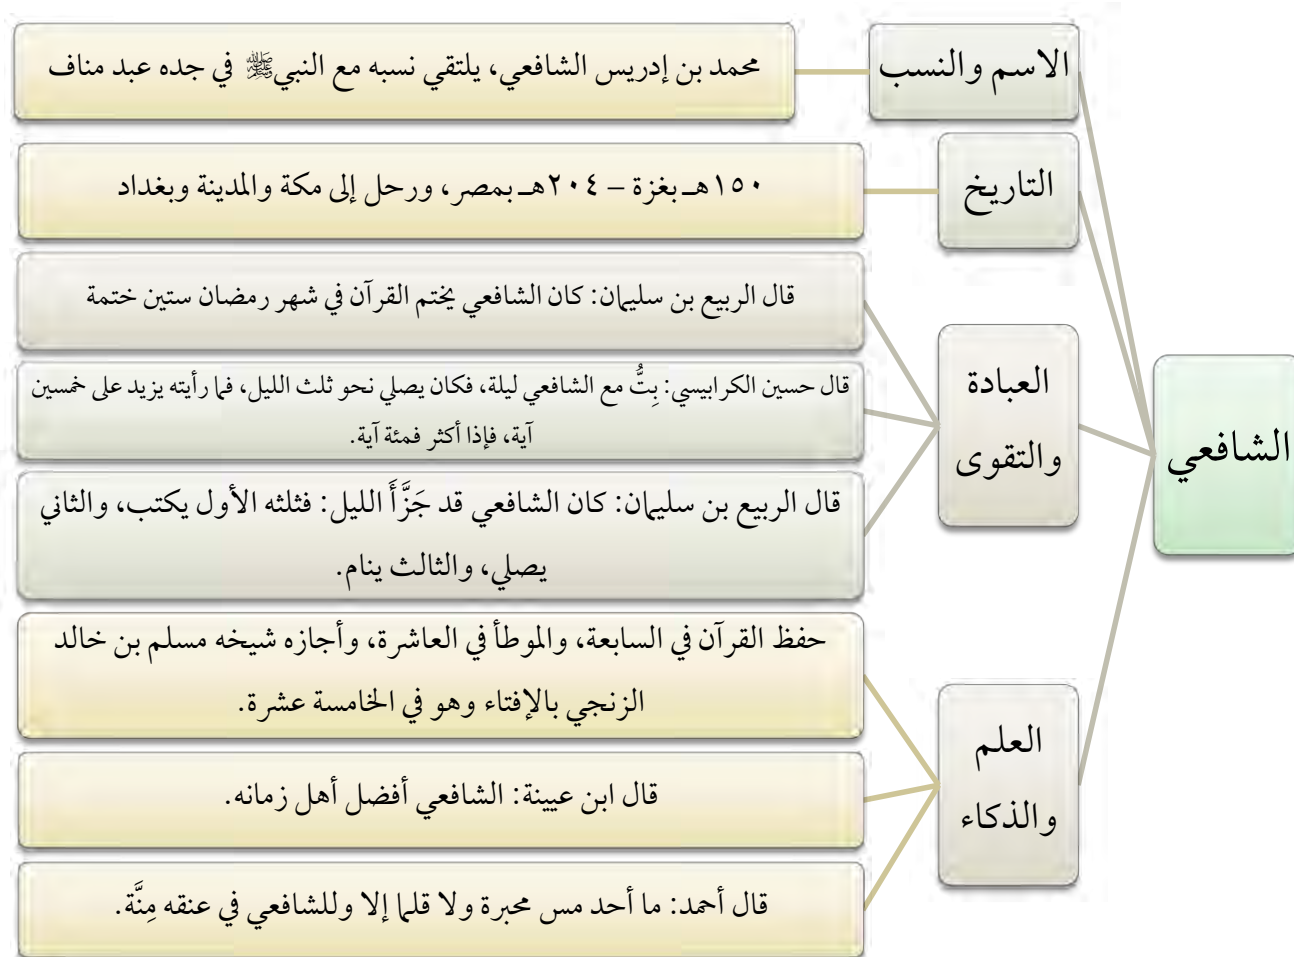 الشافعي
الاسم والنسب
محمد بن إدريس الشافعي، يلتقي نسبه مع النبي ﷺ في جده عبد مناف
التاريخ
١٥٠هـ بغزة – ٢٠٤هـ بمصر، ورحل إلى مكة والمدينة وبغداد
العبادة
والتقوى
قال الربيع بن سليمان: كان الشافعي يختم القرآن في شهر رمضان ستين ختمة
قال حسين الكرابيسي: بِتُّ مع الشافعي ليلة، فكان يصلي نحو ثلث الليل، فما رأيته يزيد على خمسين
آية، فإذا أكثر فمئة آية.
قال الربيع بن سليمان: كان الشافعي قد جَزَّأَ الليل: فثلثه الأول يكتب، والثاني
يصلي، والثالث ينام.
العلم
والذكاء
حفظ القرآن في السابعة، والموطأ في العاشرة، وأجازه شيخه مسلم بن خالد
الزنجي بالإفتاء وهو في الخامسة عشرة.
قال ابن عيينة: الشافعي أفضل أهل زمانه.
قال أحمد: ما أحد مس محبرة ولا قلما إلا وللشافعي في عنقه مِنَّة.